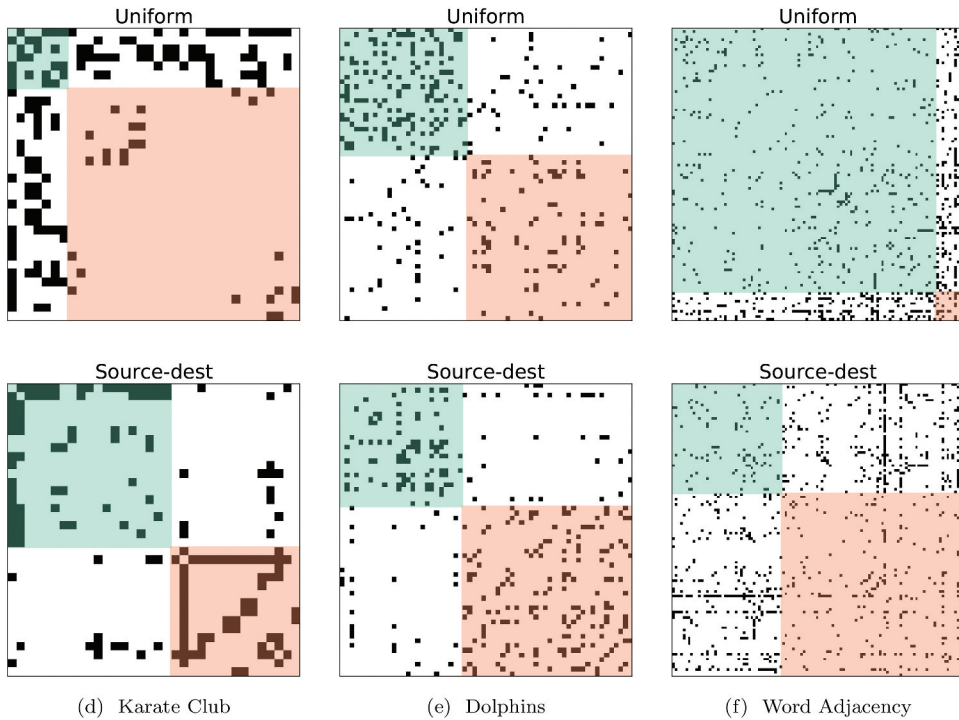 Uniform
Uniform
Uniform
Source-dest
Source-dest
Source-dest
(d) Karate Club
(e) Dolphins
(f) Word Adjacency